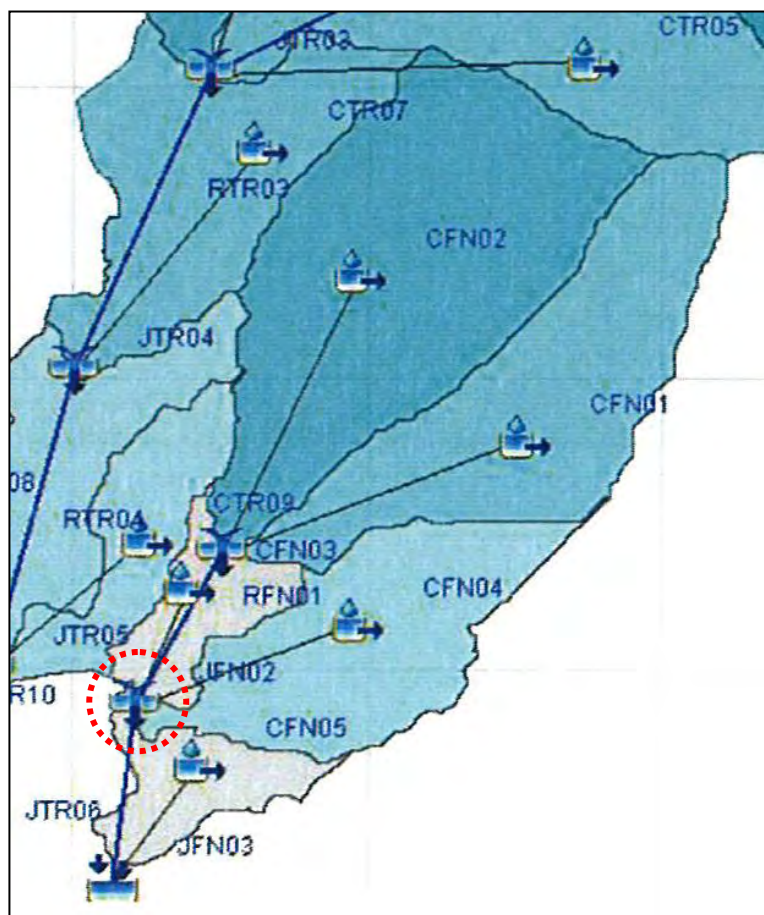 JTR03
CTR05
CTR07
RTR03
CFN02
JTR04
CFN01
08
CTR09
RTR04
CFN03
RFN01
CFN04
JTR05
JFN02
R10
CFN05
JTR06
JFN03